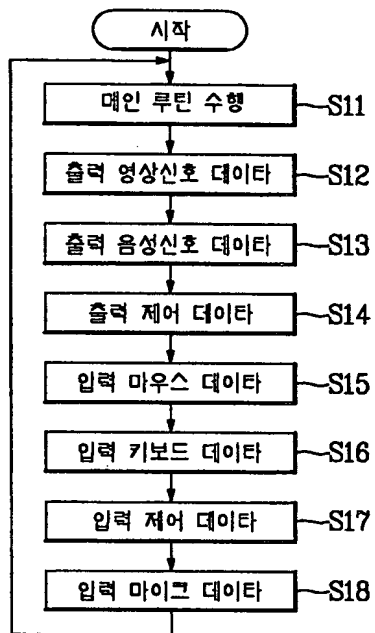 시작
메인 루틴 수행 S11
출력 영상신호 데이타 S12
출력 음성신호 데이타 S13
출력 제어 데이타 S14
입력 마우스 데이타 S15
입력 키보드 데이타 S16
입력 제어 데이타 S17
입력 마이크 데이타 S18